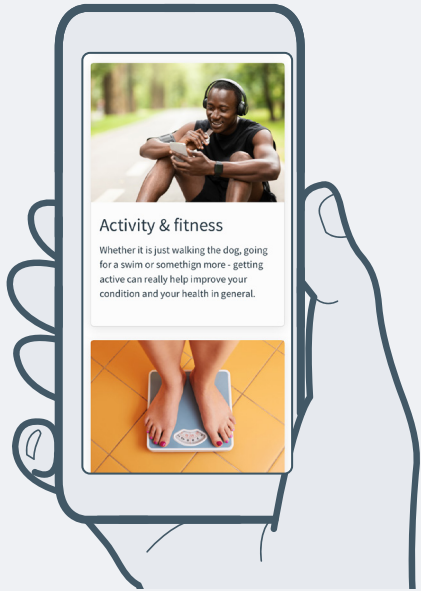 Activity & fitness
Whether it is just walking the dog, going
for a swim or somethign more - getting
active can really help improve your
condition and your health in general.